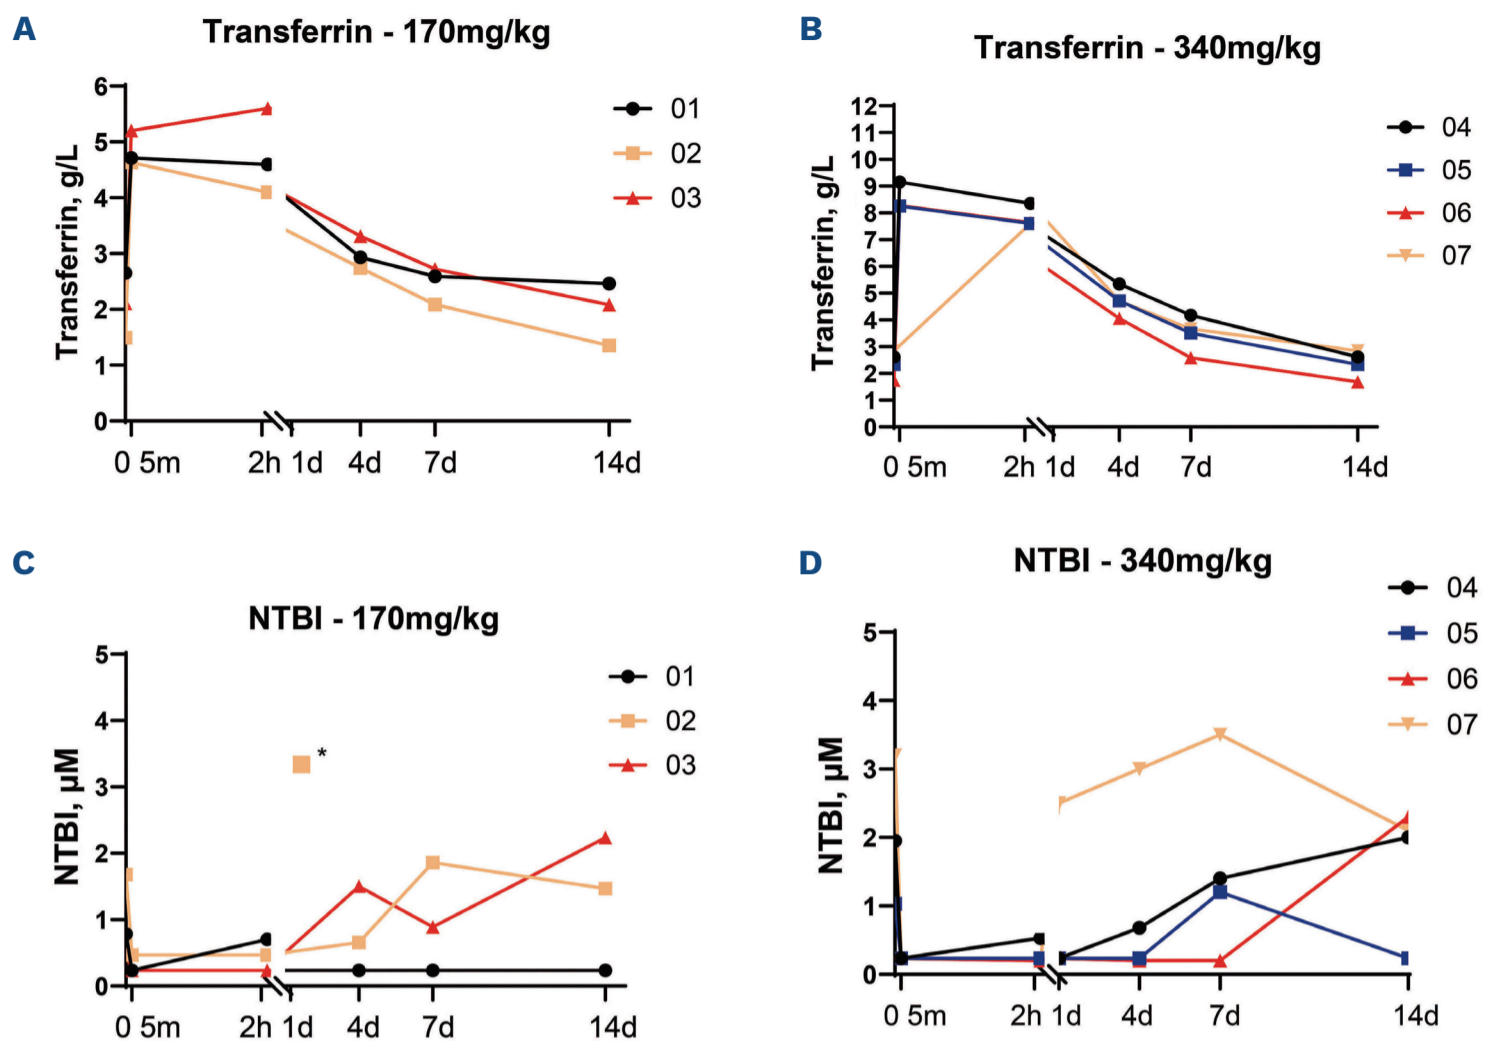 A
Transferrin - 170mg/kg
Transferrin, g/L
6
5
4
3
2
1
0
0 5m 2h 1d 4d 7d 14d
01
02
03
B
Transferrin - 340mg/kg
Transferrin, g/L
12
11
10
9
8
7
6
5
4
3
2
1
0
0 5m 2h 1d 4d 7d 14d
04
05
06
07
C
NTBI - 170mg/kg
NTBI, µM
5
4
3
2
1
0
*
0 5m 2h 1d 4d 7d 14d
01
02
03
D
NTBI - 340mg/kg
NTBI, µM
5
4
3
2
1
0
0 5m 2h 1d 4d 7d 14d
04
05
06
07